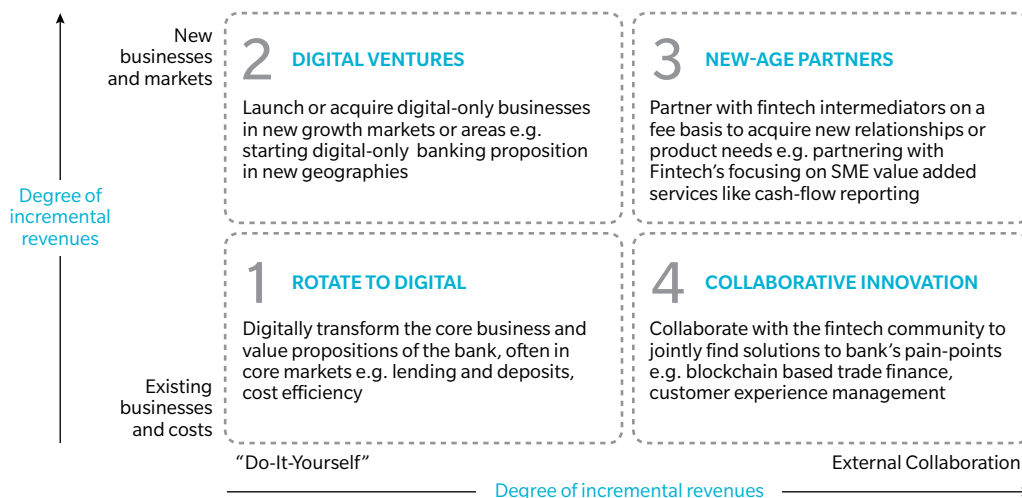 New
businesses
and markets
2 DIGITAL VENTURES
Launch or acquire digital-only businesses
in new growth markets or areas e.g.
starting digital-only banking proposition
in new geographies
3 NEW-AGE PARTNERS
Partner with fintech intermediators on a
fee basis to acquire new relationships or
product needs e.g. partnering with
Fintech's focusing on SME value added
services like cash-flow reporting
Degree of
incremental
revenues
1 ROTATE TO DIGITAL
Digitally transform the core business and
value propositions of the bank, often in
core markets e.g. lending and deposits,
cost efficiency
4 COLLABORATIVE INNOVATION
Collaborate with the fintech community to
jointly find solutions to bank's pain-points
e.g. blockchain based trade finance,
customer experience management
Existing
businesses
and costs
"Do-It-Yourself"
External Collaboration
Degree of incremental revenues